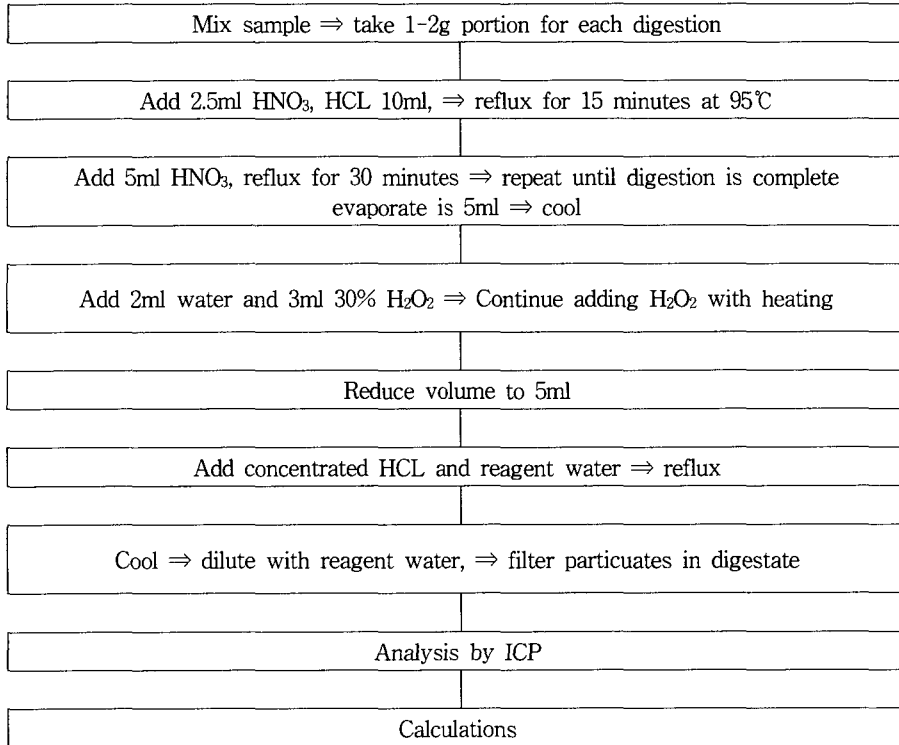 Mix sample ⇒ take 1-2g portion for each digestion
Add 2.5ml HNO₃, HCL 10ml, ⇒ reflux for 15 minutes at 95℃
Add 5ml HNO₃, reflux for 30 minutes ⇒ repeat until digestion is complete
evaporate is 5ml ⇒ cool
Add 2ml water and 3ml 30% H₂O₂ ⇒ Continue adding H₂O₂ with heating
Reduce volume to 5ml
Add concentrated HCL and reagent water ⇒ reflux
Cool ⇒ dilute with reagent water, ⇒ filter particuates in digestate
Analysis by ICP
Calculations